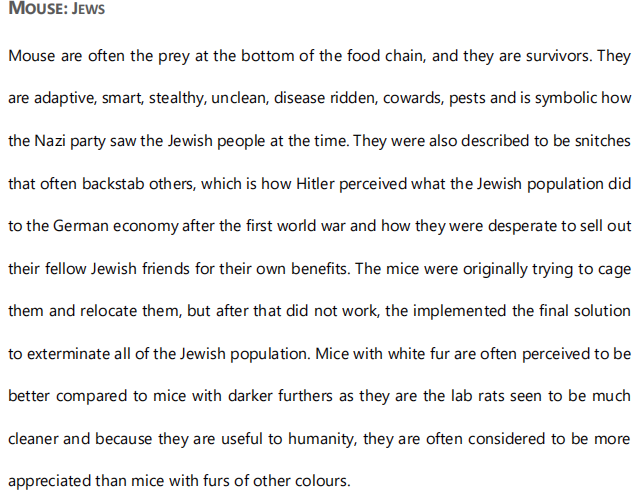 MOUSE: JEWS
Mouse are often the prey at the bottom of the food chain, and they are survivors. They
are adaptive, smart, stealthy, unclean, disease ridden, cowards, pests and is symbolic how
the Nazi party saw the Jewish people at the time. They were also described to be snitches
that often backstab others, which is how Hitler perceived what the Jewish population did
to the German economy after the first world war and how they were desperate to sell out
their fellow Jewish friends for their own benefits. The mice were originally trying to cage
them and relocate them, but after that did not work, the implemented the final solution
to exterminate all of the Jewish population. Mice with white fur are often perceived to be
better compared to mice with darker furthers as they are the lab rats seen to be much
cleaner and because they are useful to humanity, they are often considered to be more
appreciated than mice with furs of other colours.